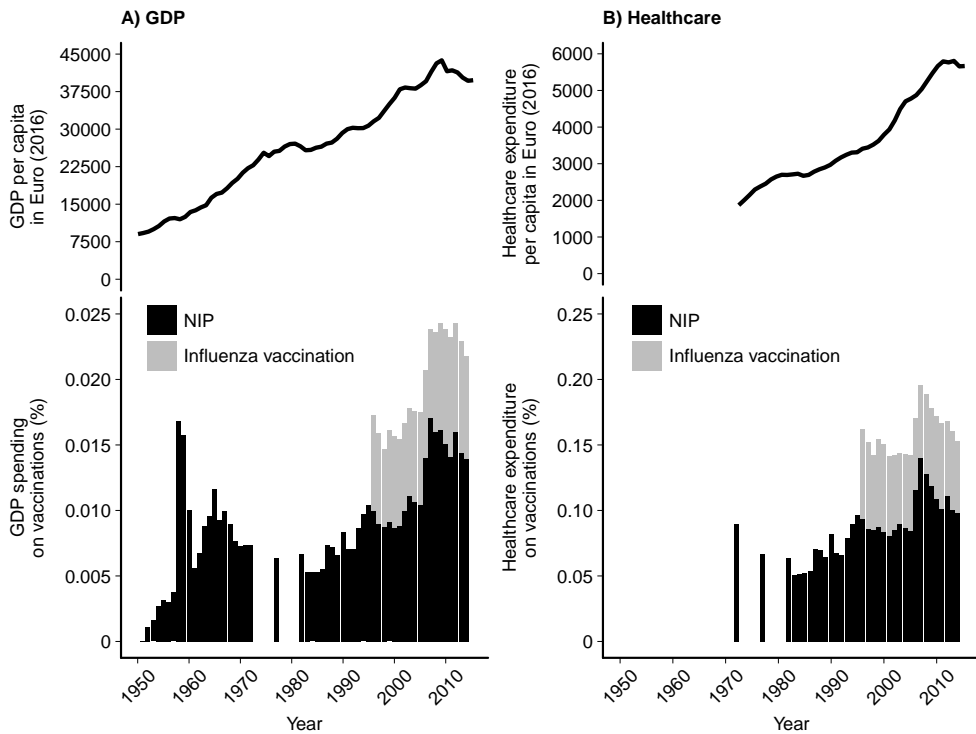 A) GDP
GDP per capita
in Euro (2016)
45000
37500
30000
22500
15000
7500
0
GDP spending
on vaccinations (%)
0.025
0.020
0.015
0.010
0.005
0
NIP
Influenza vaccination
1950
1960
1970
1980
1990
2000
2010
Year
B) Healthcare
Healthcare expenditure
per capita in Euro (2016)
6000
5000
4000
3000
2000
1000
0
Healthcare expenditure
on vaccinations (%)
0.25
0.20
0.15
0.10
0.05
0
NIP
Influenza vaccination
1950
1960
1970
1980
1990
2000
2010
Year